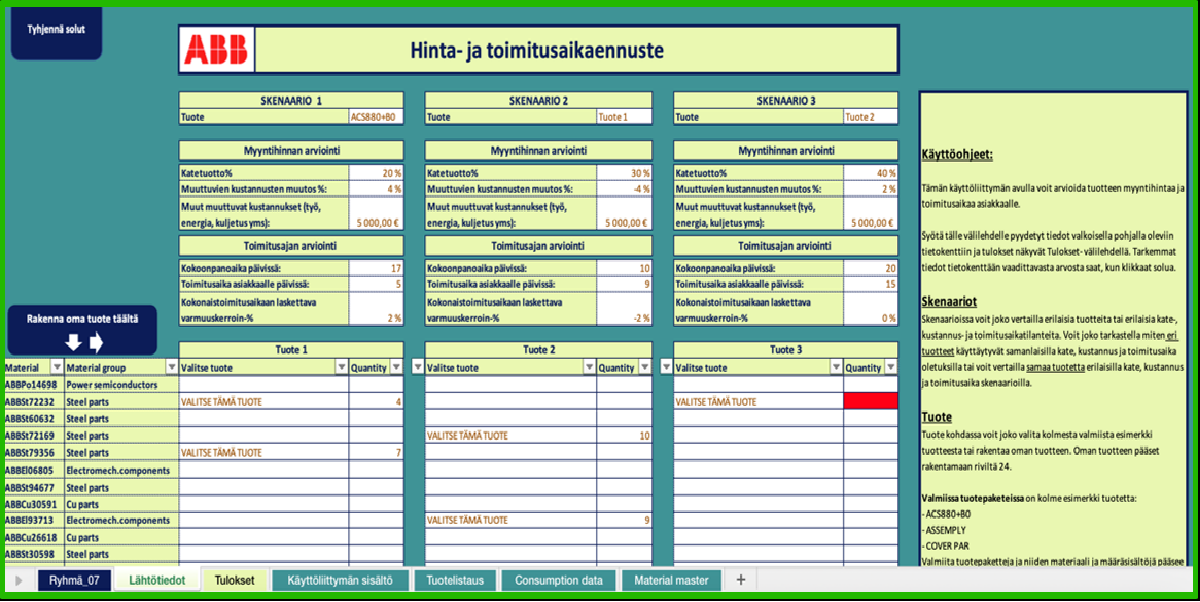 Tyhjennä solut
ABB
Hinta- ja toimitusaikaennuste
SKENAARIO 1
Tuote ACS880+B0
Myyntihinnan arviointi
Katetuotto% 20 %
Muuttuvien kustannusten muutos %: 4 %
Muut muuttuvat kustannukset (työ,
energia, kuljetus yms): 5 000,00 €
Toimitusajan arviointi
Kokoonpanoaika päivissä: 17
Toimitusaika asiakkaalle päivissä: 5
Kokonaistoimitusaikaan laskettava
varmuuskerroin-% 2 %
SKENAARIO 2
Tuote Tuote 1
Myyntihinnan arviointi
Katetuotto% 30 %
Muuttuvien kustannusten muutos %: -4 %
Muut muuttuvat kustannukset (työ,
energia, kuljetus yms): 5 000,00 €
Toimitusajan arviointi
Kokoonpanoaika päivissä: 10
Toimitusaika asiakkaalle päivissä: 9
Kokonaistoimitusaikaan laskettava
varmuuskerroin-% -2 %
SKENAARIO 3
Tuote Tuote 2
Myyntihinnan arviointi
Katetuotto% 40 %
Muuttuvien kustannusten muutos %: 2 %
Muut muuttuvat kustannukset (työ,
energia, kuljetus yms): 5 000,00 €
Toimitusajan arviointi
Kokoonpanoaika päivissä: 20
Toimitusaika asiakkaalle päivissä: 15
Kokonaistoimitusaikaan laskettava
varmuuskerroin-% 0 %
Käyttöohjeet:
Tämän käyttöliittymän avulla voit arvioida tuotteen myyntihintaa ja
toimitusaikaa asiakkaalle.
Syötä tälle välilehdelle pyydetyt tiedot valkoisella pohjalla oleviin
tietokenttiin ja tulokset näkyvät Tulokset- välilehdellä. Tarkemmat
tiedot tietokenttään vaadittavasta arvosta saat, kun klikkaat solua.
Skenaariot
Skenaarioissa voit joko vertailla erilaisia tuotteita tai erilaisia kate-,
kustannus- ja toimitusaikatilanteita. Voit joko tarkastella miten eri
tuotteet käyttäytyvät samanlaisilla kate, kustannus ja toimitusaika
oletuksilla tai voit vertailla samaa tuotetta erilaisilla kate, kustannus
ja toimitusaika skenaarioilla.
Tuote
Tuote kohdassa voit joko valita kolmesta valmiista esimerkki
tuotteesta tai rakentaa oman tuotteen. Oman tuotteen pääset
rakentamaan riviltä 24.
Valmiissa tuotepaketeissa on kolme esimerkki tuotetta:
- ACS880+B0
- ASSEMPLY
- COVER PAR
Valmiita tuotepaketteja ja niiden materiaali ja määräsisältöjä pääsee
Rakenna oma tuote täältä
Tuote 1 Tuote 2 Tuote 3
Material Material group Valitse tuote Quantity Valitse tuote Quantity Valitse tuote Quantity
ABBPo14698 Power semiconductors
ABBSt72232 Steel parts VALITSE TÄMÄ TUOTE 4 VALITSE TÄMÄ TUOTE
ABBSt60632 Steel parts
ABBSt72169 Steel parts VALITSE TÄMÄ TUOTE 10
ABBSt79356 Steel parts VALITSE TÄMÄ TUOTE 7
ABBEl06805 Electromech.components
ABBSt94677 Steel parts
ABBCu30591 Cu parts
ABBEl93713 Electromech.components VALITSE TÄMÄ TUOTE 9
ABBCu26618 Cu parts
ABBSt30598 Steel parts
Ryhmä_07 Lähtötiedot Tulokset Käyttöliittymän sisältö Tuotelistaus Consumption data Material master +